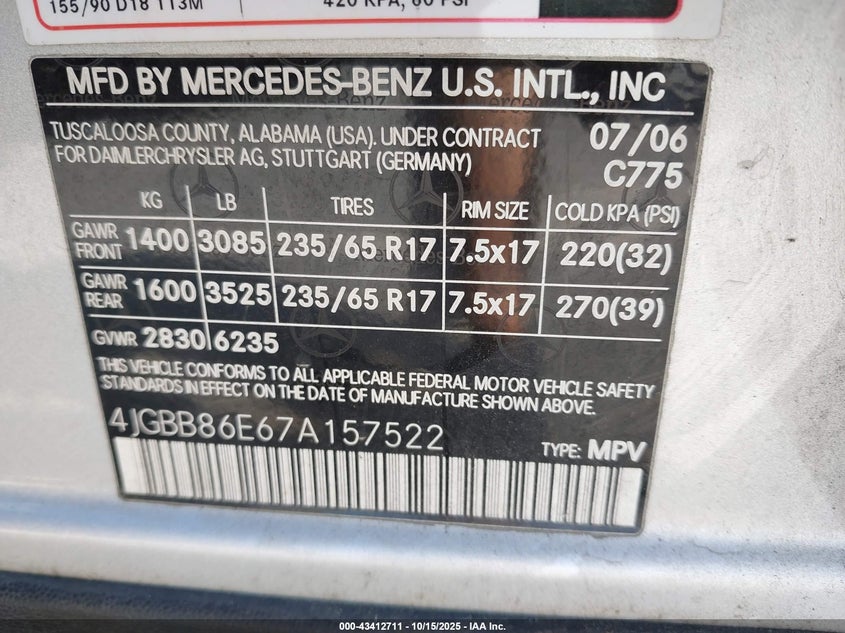 155/90 D18 113M 420 KPA, 60 PSI
MFD BY MERCEDES-BENZ U.S. INTL., INC
TUSCALOOSA COUNTY, ALABAMA (USA). UNDER CONTRACT 07/06
FOR DAIMLERCHRYSLER AG, STUTTGART (GERMANY) C775
KG LB TIRES RIM SIZE COLD KPA (PSI)
GAWR FRONT 1400 3085 235/65 R17 7.5x17 220(32)
GAWR REAR 1600 3525 235/65 R17 7.5x17 270(39)
GVWR 2830 6235
THIS VEHICLE CONFORMS TO ALL APPLICABLE FEDERAL MOTOR VEHICLE SAFETY
STANDARDS IN EFFECT ON THE DATE OF MANUFACTURE SHOWN ABOVE.
4JGBB86E67A157522
TYPE: MPV
000-43412711 - 10/15/2025 - IAA Inc.